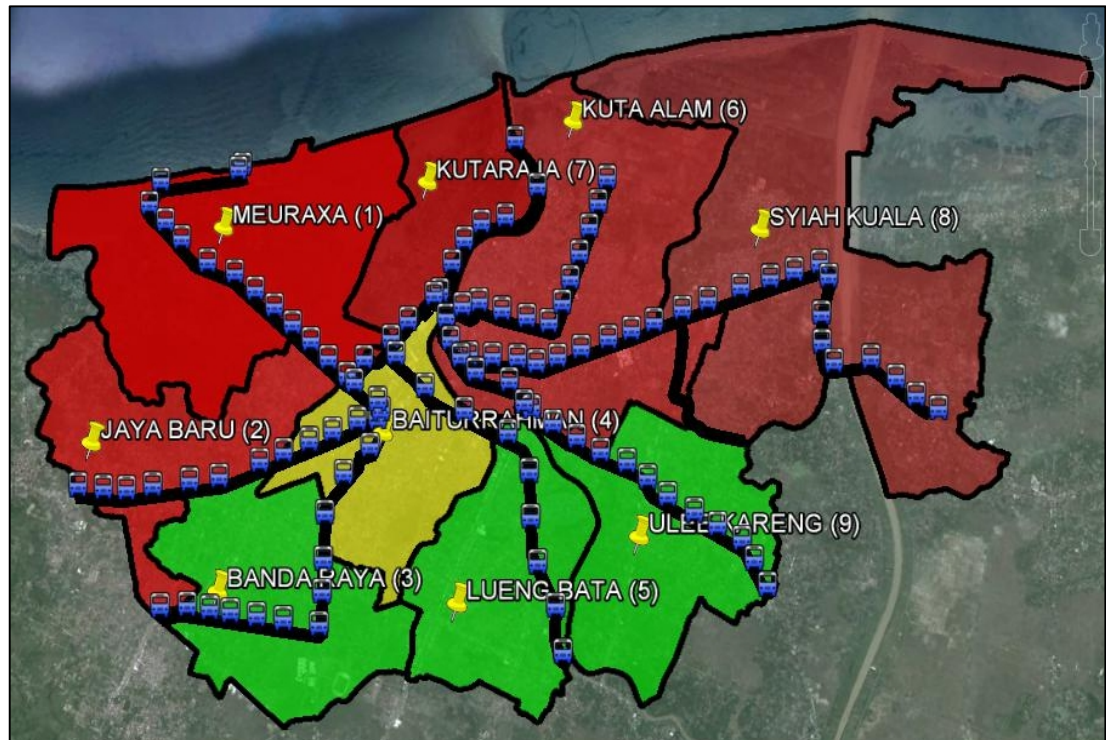 KUTA ALAM (6)
KUTARAJA (7)
MEURAXA (1)
SYIAH KUALA (8)
JAYA BARU (2)
BAITURRAHMAN (4)
ULEE KARENG (9)
BANDA RAYA (3)
LUENG BATA (5)